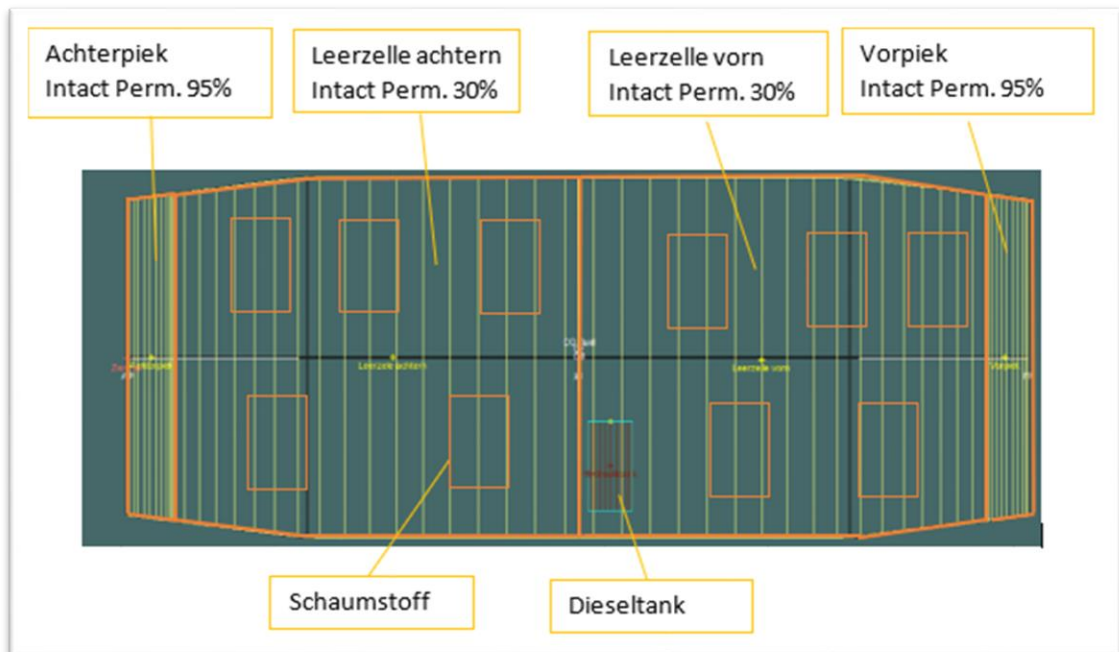 Achterpiek
Intact Perm. 95%
Leerzelle achtern
Intact Perm. 30%
Leerzelle vorn
Intact Perm. 30%
Vorpiek
Intact Perm. 95%
Leerzelle achtern
Leerzelle vorn
Vorpiek
Schaumstoff
Dieseltank